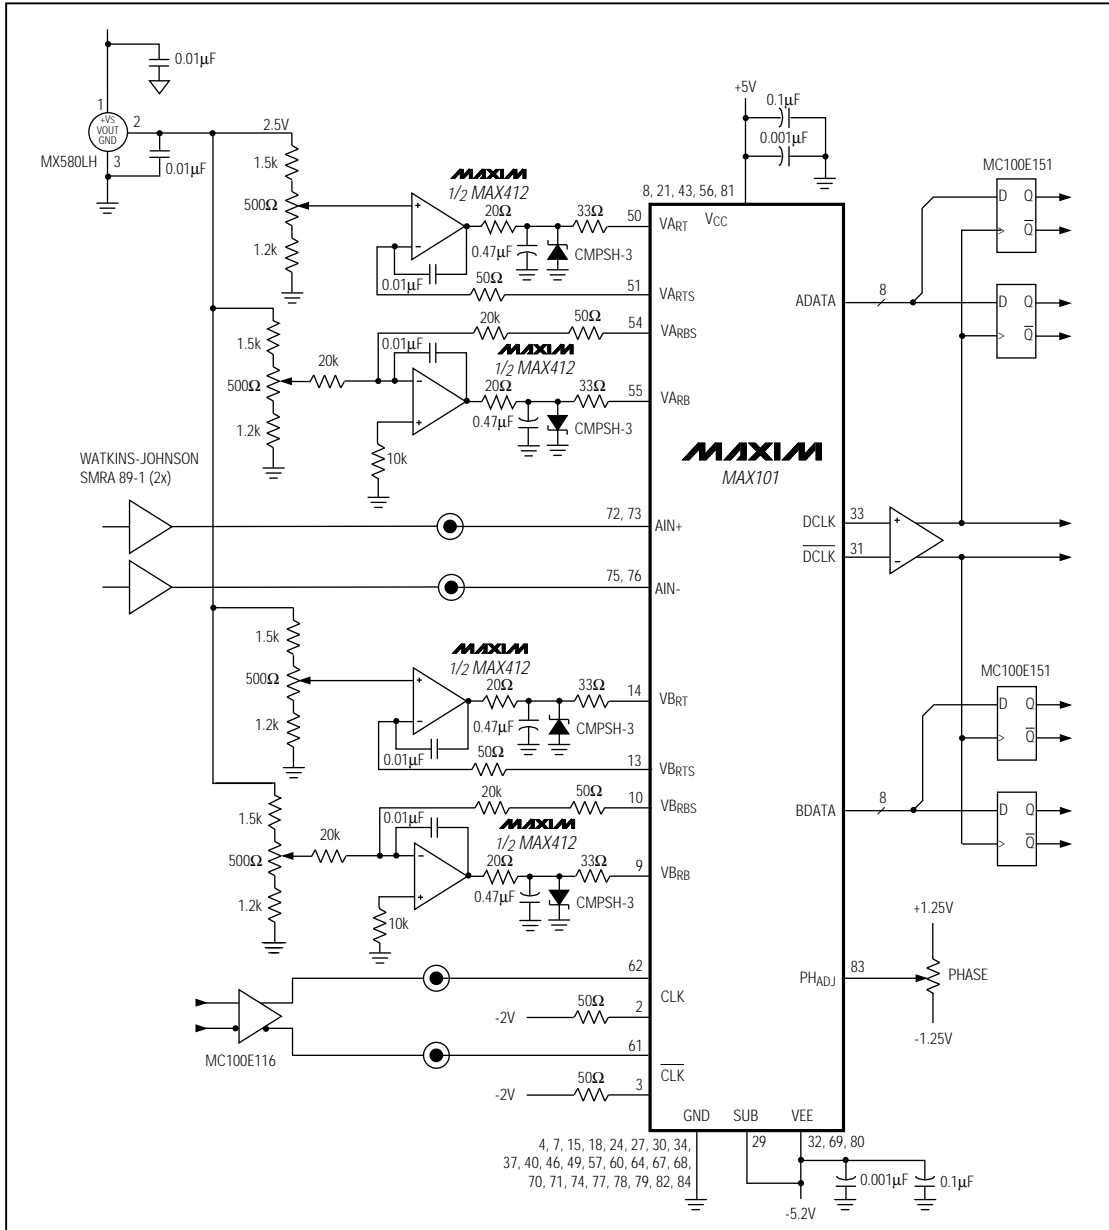 0.01µF
1
+VS
VOUT
GND
2
3
MX580LH
0.01µF
2.5V
1.5k
500Ω
1.2k
MAXIM
1/2 MAX412
20Ω
33Ω
50
VART
0.47µF
CMPSH-3
0.01µF
50Ω
51
VARTS
20k
50Ω
54
VARBS
1.5k
500Ω
1.2k
20k
0.01µF
MAXIM
1/2 MAX412
20Ω
33Ω
55
VARB
0.47µF
CMPSH-3
10k
+5V
0.1µF
0.001µF
8, 21, 43, 56, 81
VCC
MC100E151
D Q
> Q
ADATA
8
D Q
> Q
MAXIM
MAX101
WATKINS-JOHNSON
SMRA 89-1 (2x)
72, 73
AIN+
75, 76
AIN-
DCLK
33
DCLK
31
1.5k
500Ω
1.2k
MAXIM
1/2 MAX412
20Ω
33Ω
14
VBRT
0.47µF
CMPSH-3
0.01µF
50Ω
13
VBRTS
20k
50Ω
10
VBRBS
1.5k
500Ω
1.2k
20k
0.01µF
MAXIM
1/2 MAX412
20Ω
33Ω
9
VBRB
0.47µF
CMPSH-3
10k
MC100E151
D Q
> Q
BDATA
8
D Q
> Q
+1.25V
PHADJ
83
PHASE
-1.25V
62
CLK
-2V
50Ω
2
MC100E116
61
CLK
-2V
50Ω
3
GND
SUB
VEE
4, 7, 15, 18, 24, 27, 30, 34,
37, 40, 46, 49, 57, 60, 64, 67, 68,
70, 71, 74, 77, 78, 79, 82, 84
29
32, 69, 80
0.001µF
0.1µF
-5.2V